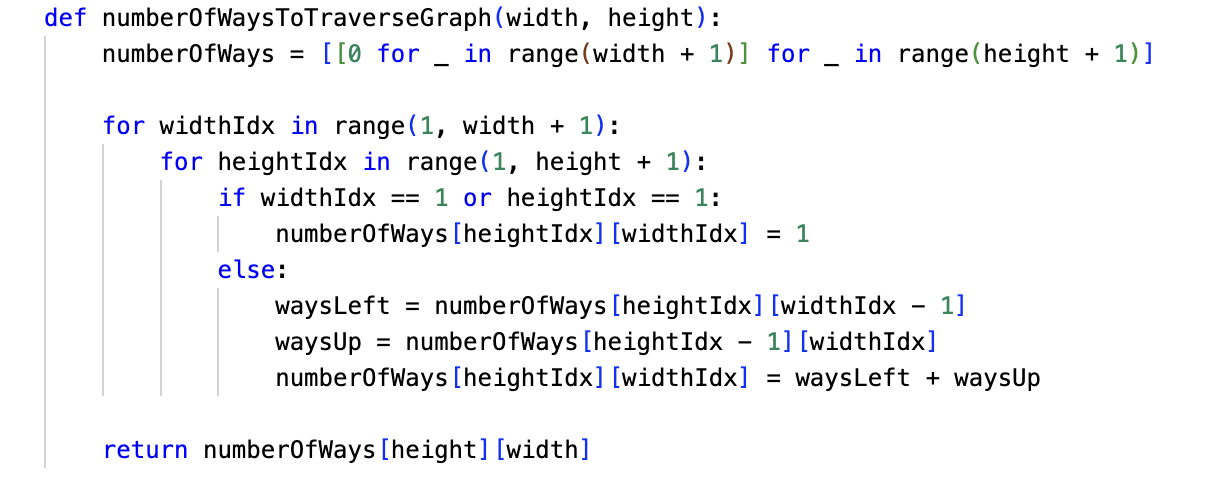 def numberOfWaysToTraverseGraph(width, height):
    numberOfWays = [[0 for _ in range(width + 1)] for _ in range(height + 1)]

    for widthIdx in range(1, width + 1):
        for heightIdx in range(1, height + 1):
            if widthIdx == 1 or heightIdx == 1:
                numberOfWays[heightIdx][widthIdx] = 1
            else:
                waysLeft = numberOfWays[heightIdx][widthIdx - 1]
                waysUp = numberOfWays[heightIdx - 1][widthIdx]
                numberOfWays[heightIdx][widthIdx] = waysLeft + waysUp

    return numberOfWays[height][width]